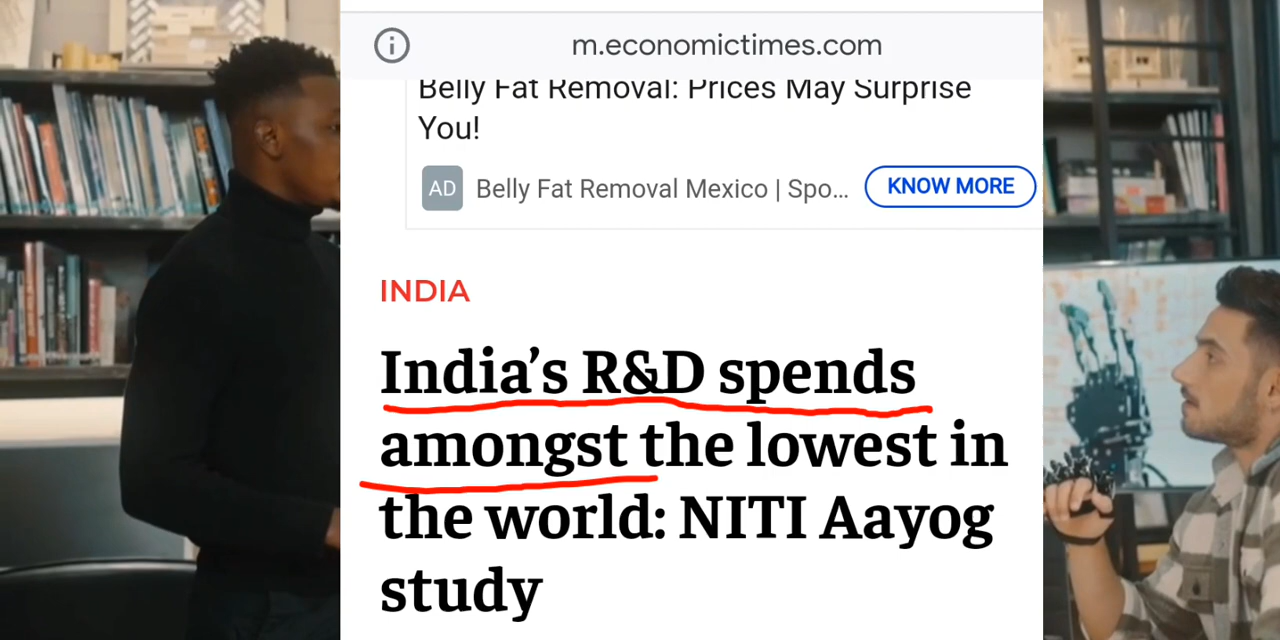 m.economictimes.com
Belly Fat Removal: Prices May Surprise
You!
AD Belly Fat Removal Mexico | Spo... KNOW MORE
INDIA
India’s R&D spends
amongst the lowest in
the world: NITI Aayog
study